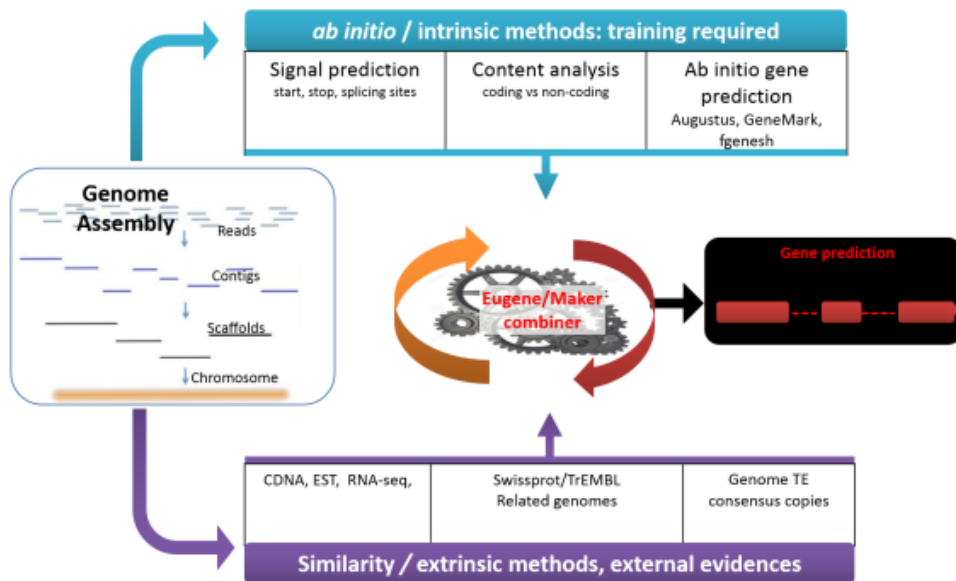 ab initio / intrinsic methods: training required
Signal prediction
start, stop, splicing sites
Content analysis
coding vs non-coding
Ab initio gene
prediction
Augustus, GeneMark,
fgenesh
Genome
Assembly
Reads
Contigs
Scaffolds
Chromosome
Eugene/Maker
combiner
Gene prediction
CDNA, EST, RNA-seq,
Swissprot/TrEMBL
Related genomes
Genome TE
consensus copies
Similarity / extrinsic methods, external evidences